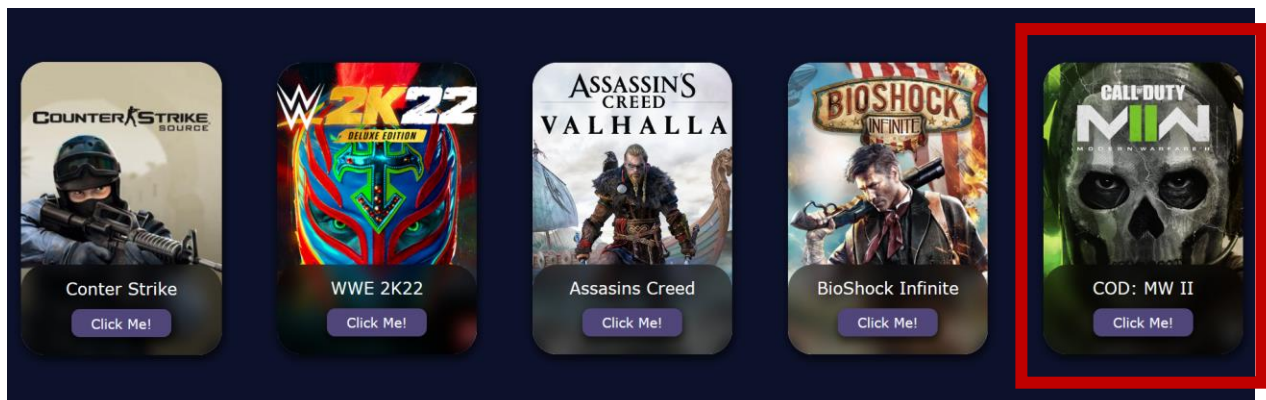 COUNTER STRIKE
SOURCE
Conter Strike
Click Me!
W 2K22
DELUXE EDITION
WWE 2K22
Click Me!
ASSASSIN'S
CREED
VALHALLA
Assasins Creed
Click Me!
BIOSHOCK
INFINITE
BioShock Infinite
Click Me!
CALL OF DUTY
MWII
MODERN WARFARE II
COD: MW II
Click Me!